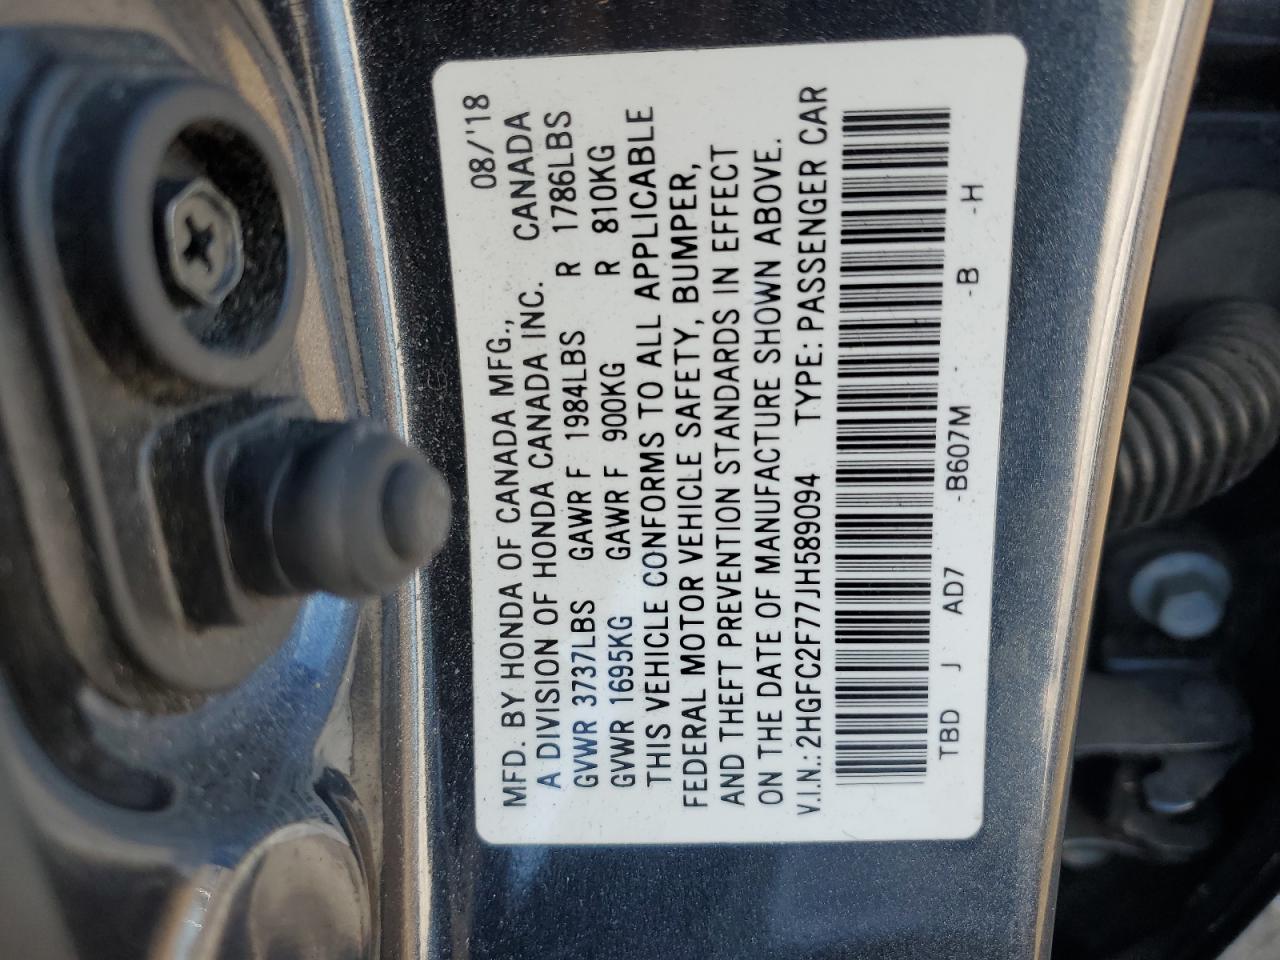 08/'18
MFD. BY HONDA OF CANADA MFG.,
A DIVISION OF HONDA CANADA INC. CANADA
GVWR 3737LBS GAWR F 1984LBS R 1786LBS
GWWR 1695KG GAWR F 900KG R 810KG
THIS VEHICLE CONFORMS TO ALL APPLICABLE
FEDERAL MOTOR VEHICLE SAFETY, BUMPER,
AND THEFT PREVENTION STANDARDS IN EFFECT
ON THE DATE OF MANUFACTURE SHOWN ABOVE.
V.I.N.: 2HGFC2F77JH589094 TYPE: PASSENGER CAR
TBD J AD7 -B607M - -B -H